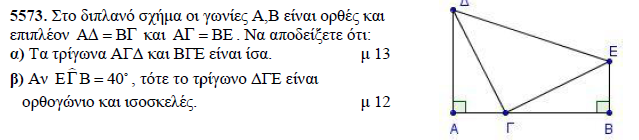 5573. Στο διπλανό σχήμα οι γωνίες Α,Β είναι ορθές και
επιπλέον ΑΔ = ΒΓ και ΑΓ = ΒΕ. Να αποδείξετε ότι:
α) Τα τρίγωνα ΑΓΔ και ΒΓΕ είναι ίσα. μ 13
β) Αν ΕΓ̂Β = 40°, τότε το τρίγωνο ΔΓΕ είναι
ορθογώνιο και ισοσκελές. μ 12
Δ
Ε
Α Γ Β